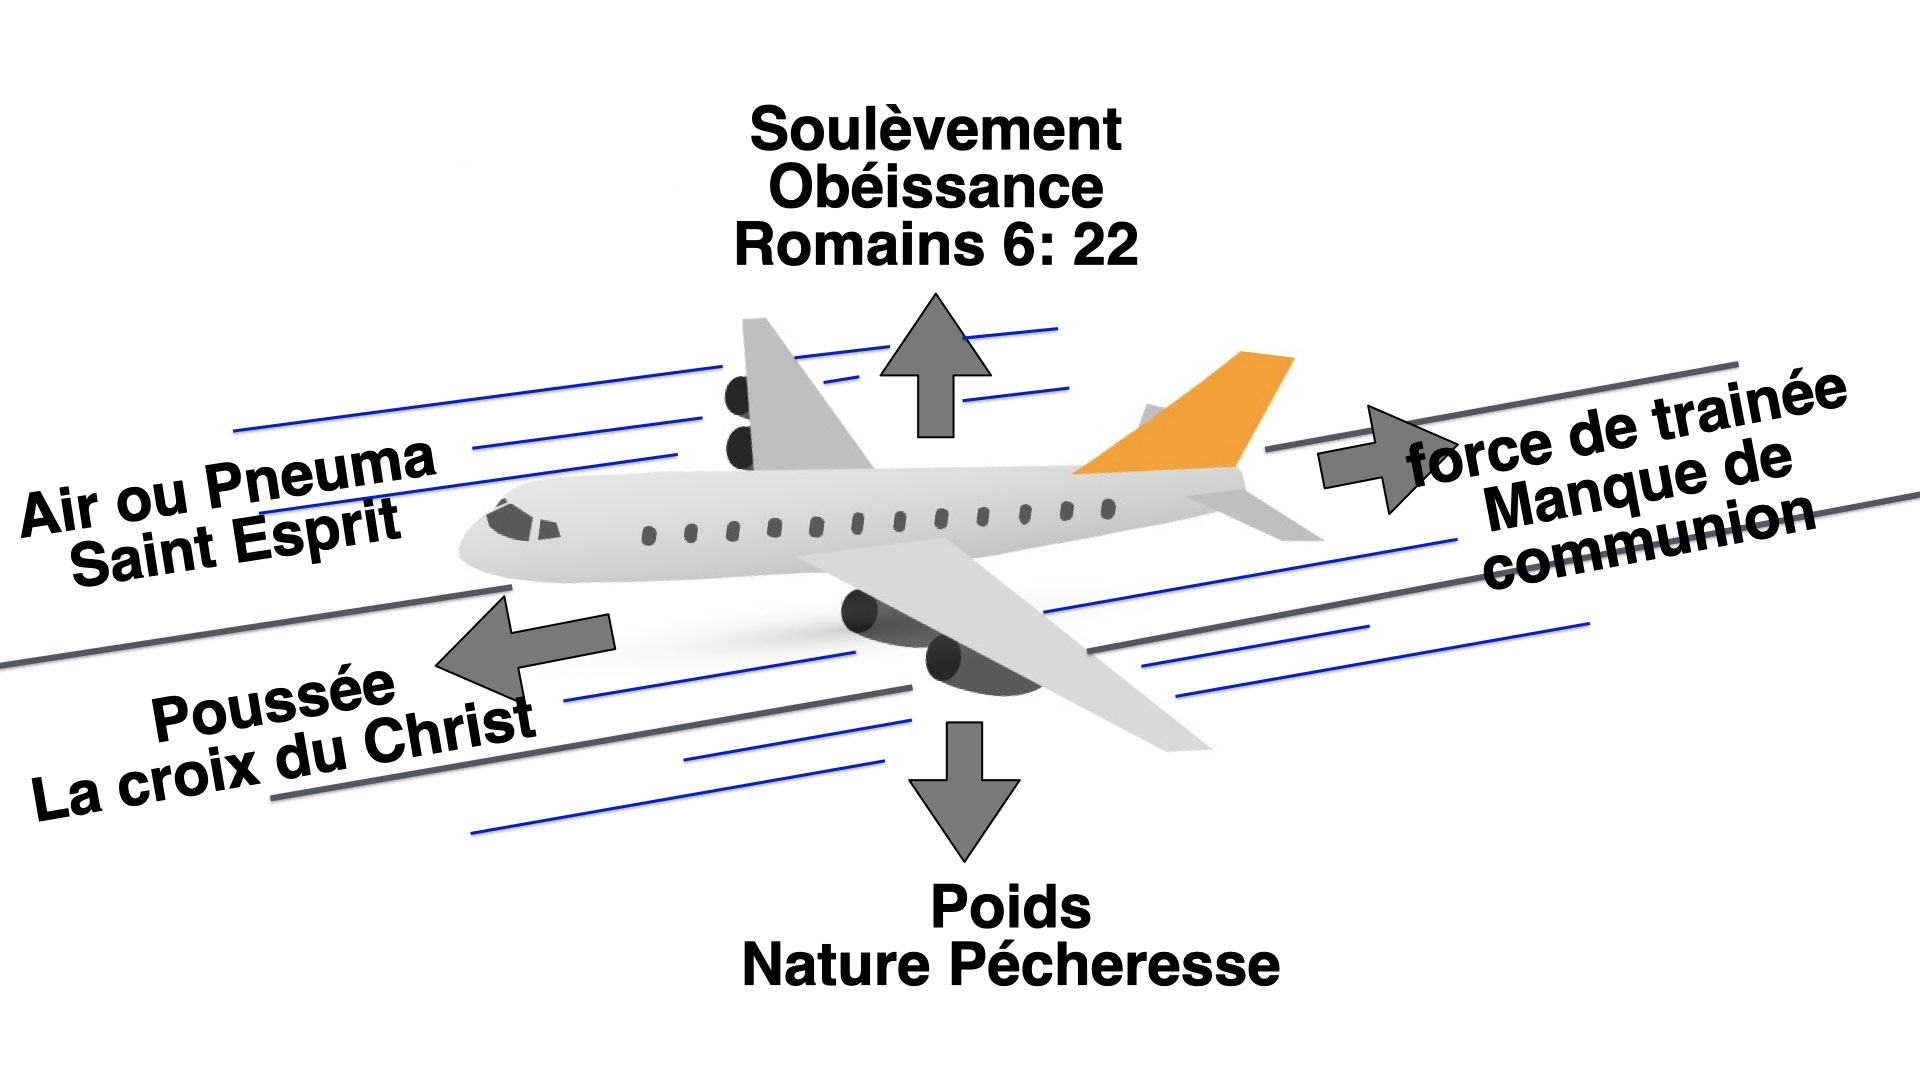 Soulèvement
Obéissance
Romains 6: 22
Air ou Pneuma
Saint Esprit
force de trainée
Manque de
communion
Poussée
La croix du Christ
Poids
Nature Pécheresse